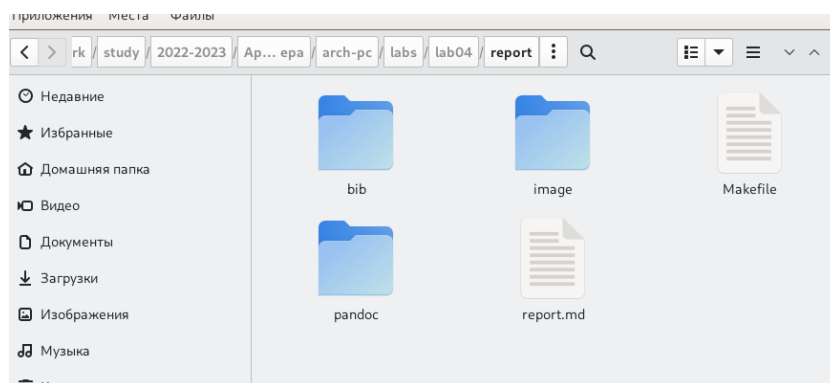 Приложения Места Файлы
rk / study / 2022-2023 / Ар... ера / arch-pc / labs / lab04 / report
Недавние
Избранные
Домашняя папка
Видео
Документы
Загрузки
Изображения
Музыка
bib
image
Makefile
pandoc
report.md